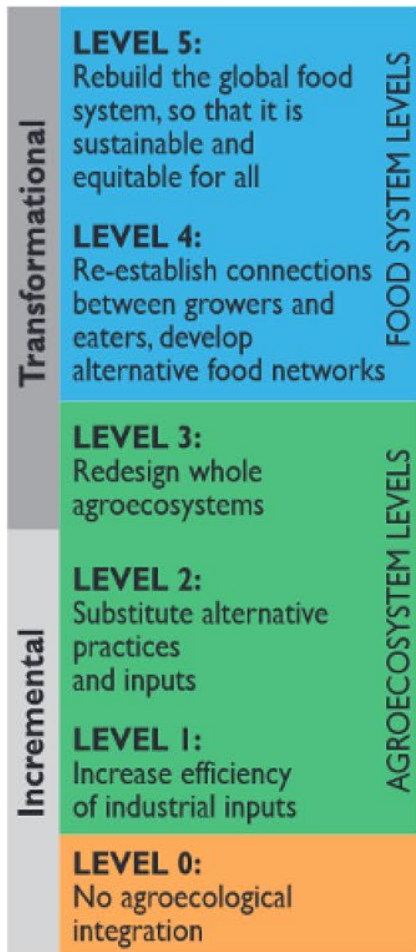 Transformational
Incremental
LEVEL 5:
Rebuild the global food
system, so that it is
sustainable and
equitable for all
LEVEL 4:
Re-establish connections
between growers and
eaters, develop
alternative food networks
FOOD SYSTEM LEVELS
LEVEL 3:
Redesign whole
agroecosystems
LEVEL 2:
Substitute alternative
practices
and inputs
LEVEL 1:
Increase efficiency
of industrial inputs
AGROECOSYSTEM LEVELS
LEVEL 0:
No agroecological
integration